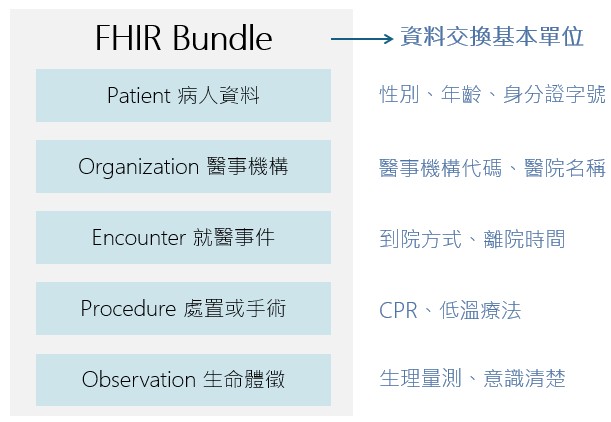 FHIR Bundle → 資料交換基本單位
Patient 病人資料 性別、年齡、身分證字號
Organization 醫事機構 醫事機構代碼、醫院名稱
Encounter 就醫事件 到院方式、離院時間
Procedure 處置或手術 CPR、低溫療法
Observation 生命體徵 生理量測、意識清楚